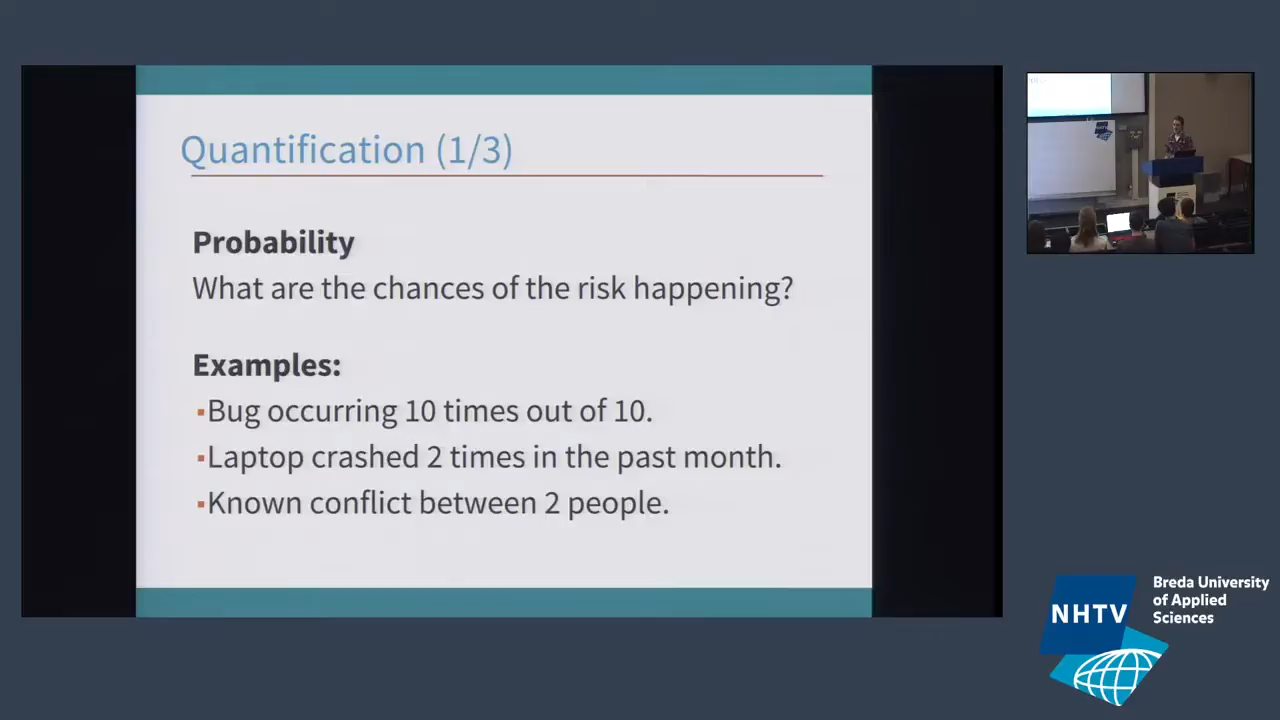 Quantification (1/3)
Probability
What are the chances of the risk happening?
Examples:
▪Bug occurring 10 times out of 10.
▪Laptop crashed 2 times in the past month.
▪Known conflict between 2 people.
NHTV
Breda University
of Applied
Sciences